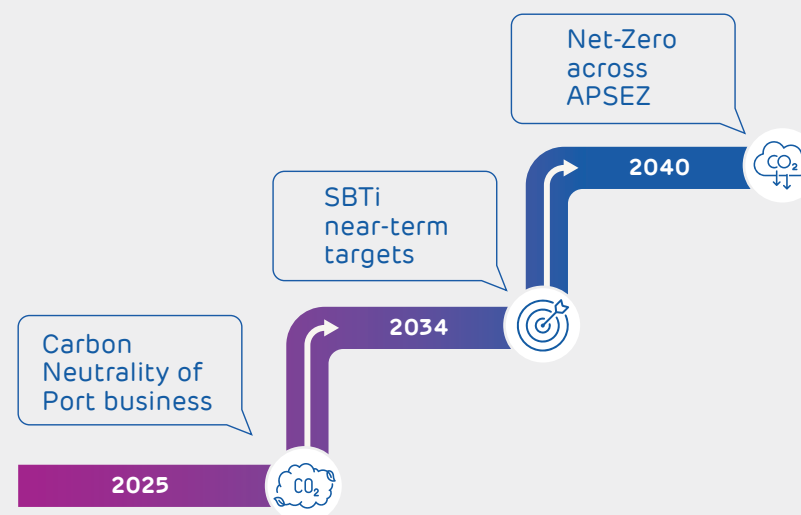 Net-Zero
across
APSEZ
2040
CO₂
SBTi
near-term
targets
2034
Carbon
Neutrality of
Port business
2025
CO₂